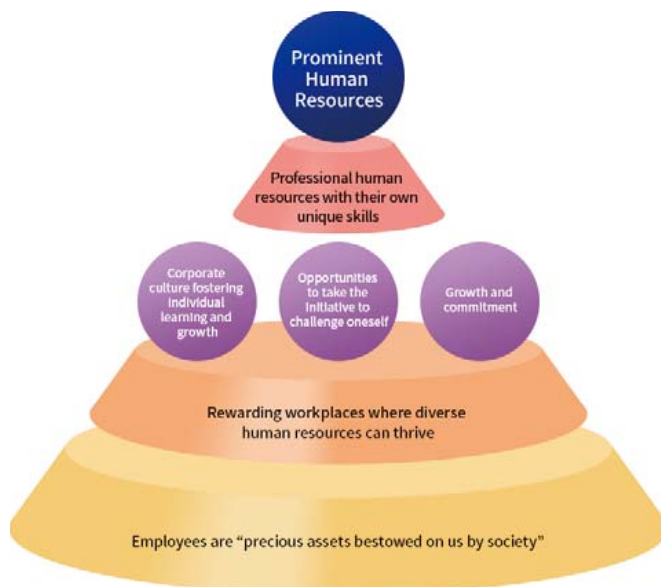 Prominent
Human
Resources
Professional human
resources with their own
unique skills
Corporate
culture fostering
individual
learning and
growth
Opportunities
to take the
initiative to
challenge oneself
Growth and
commitment
Rewarding workplaces where diverse
human resources can thrive
Employees are “precious assets bestowed on us by society”